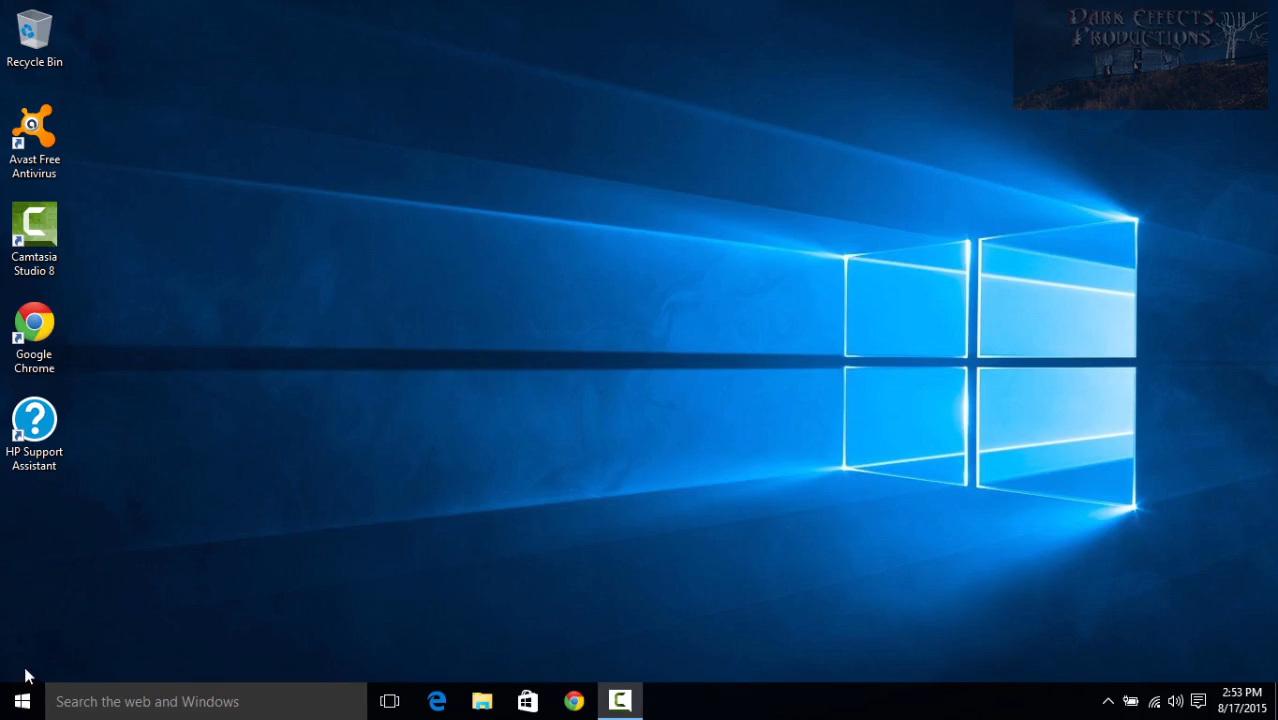 DARK EFFECTS
PRODUCTIONS
Recycle Bin
Avast Free
Antivirus
Camtasia
Studio 8
Google
Chrome
HP Support
Assistant
Search the web and Windows
2:53 PM
8/17/2015